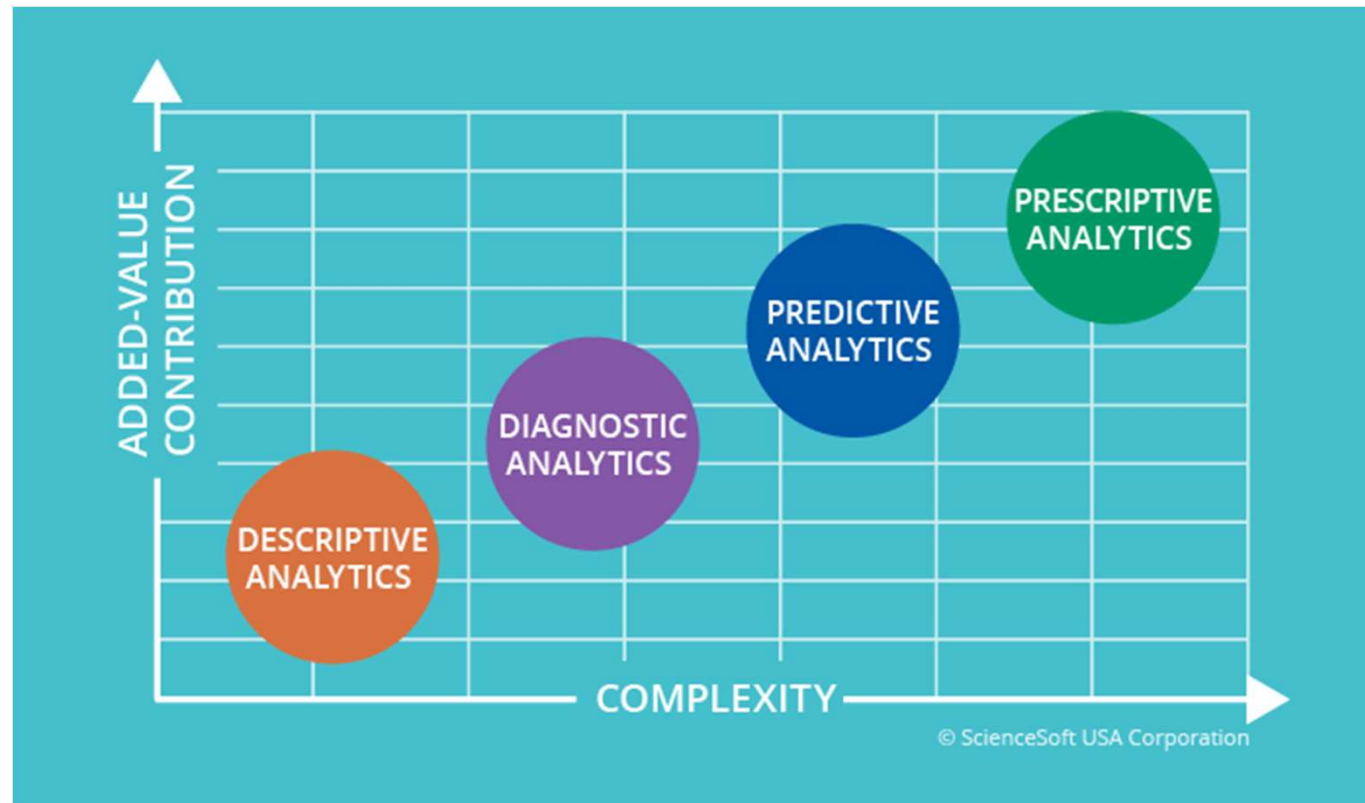 ADDED-VALUE
CONTRIBUTION
PRESCRIPTIVE
ANALYTICS
PREDICTIVE
ANALYTICS
DIAGNOSTIC
ANALYTICS
DESCRIPTIVE
ANALYTICS
COMPLEXITY
© ScienceSoft USA Corporation